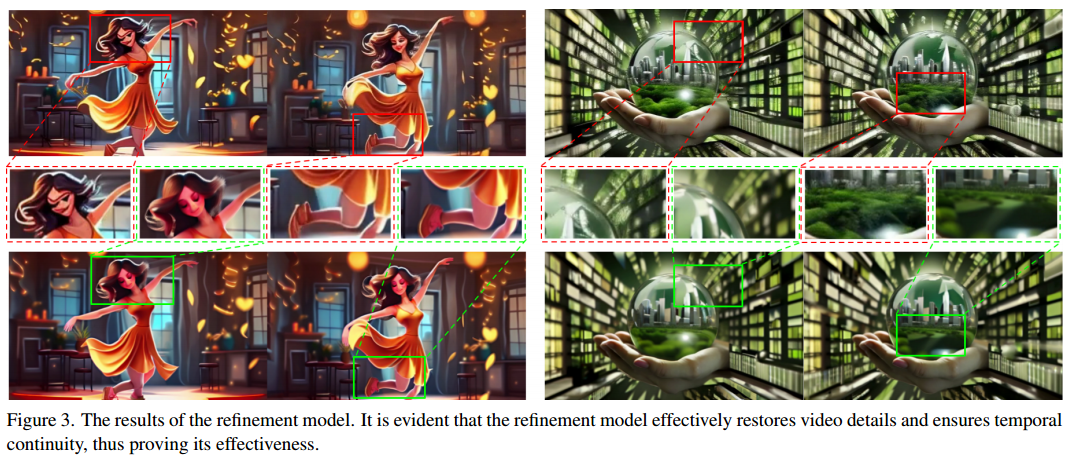 Figure 3. The results of the refinement model. It is evident that the refinement model effectively restores video details and ensures temporal
continuity, thus proving its effectiveness.